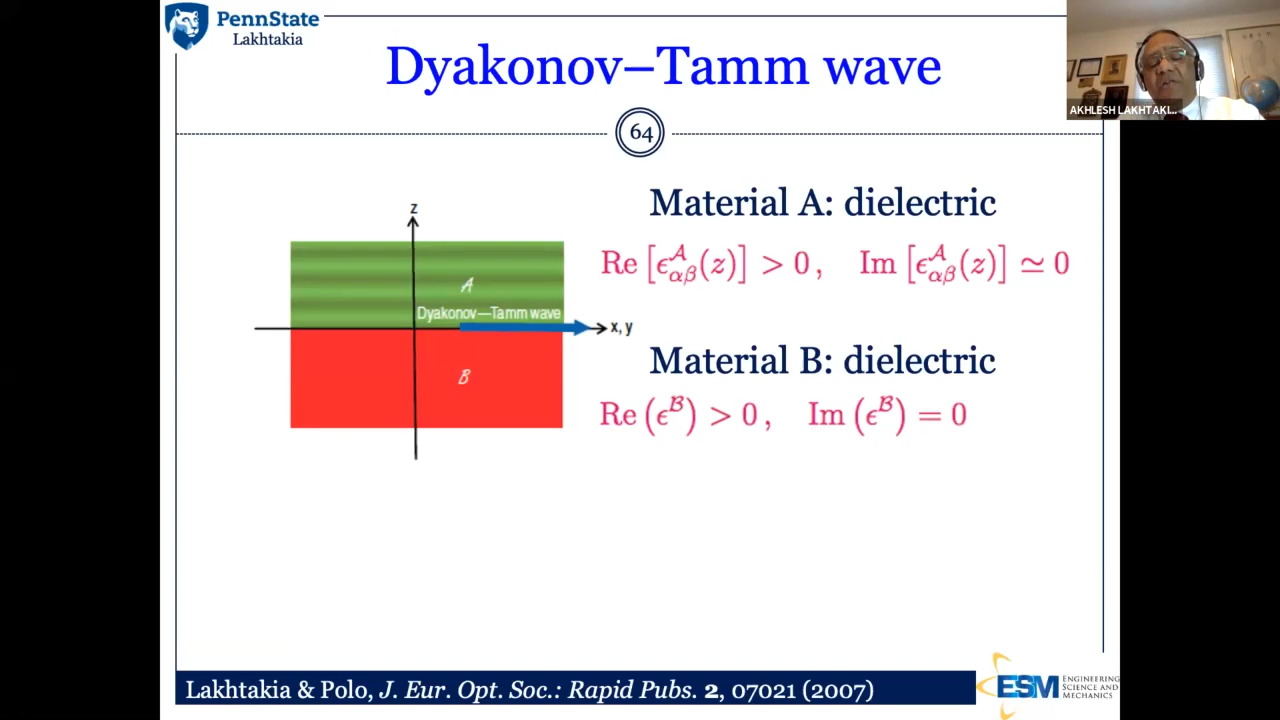 PennState
Lakhtakia
Dyakonov–Tamm wave
64
AKHLESH LAKHTAKI...
Material A: dielectric
Re [ϵ^A_αβ(z)] > 0 , Im [ϵ^A_αβ(z)] ≃ 0
Material B: dielectric
Re (ϵ^B) > 0 , Im (ϵ^B) = 0
z
A
Dyakonov—Tamm wave
x, y
B
Lakhtakia & Polo, J. Eur. Opt. Soc.: Rapid Pubs. 2, 07021 (2007)
ESM
ENGINEERING
SCIENCE AND
MECHANICS